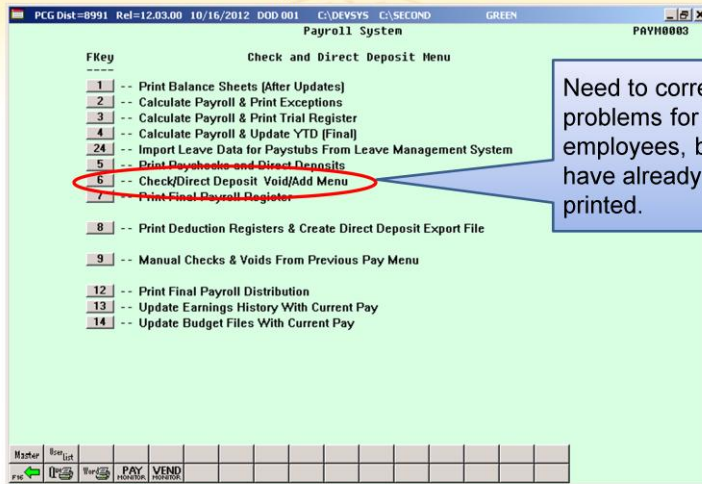 PCG Dist=8991 Rel=12.03.00 10/16/2012 DOD 001 C:\DEVSYS C:\SECOND GREEN
Payroll System PAYM0003
FKey Check and Direct Deposit Menu
----
1 -- Print Balance Sheets (After Updates)
2 -- Calculate Payroll & Print Exceptions
3 -- Calculate Payroll & Print Trial Register
4 -- Calculate Payroll & Update YTD (Final)
24 -- Import Leave Data for Paystubs From Leave Management System
5 -- Print Paychecks and Direct Deposits
6 -- Check/Direct Deposit Void/Add Menu
7 -- Print Final Payroll Register
8 -- Print Deduction Registers & Create Direct Deposit Export File
9 -- Manual Checks & Voids From Previous Pay Menu
12 -- Print Final Payroll Distribution
13 -- Update Earnings History With Current Pay
14 -- Update Budget Files With Current Pay
Need to corre
problems for
employees, b
have already
printed.
Master User List
F16 Word PAY MONITOR VEND MONITOR